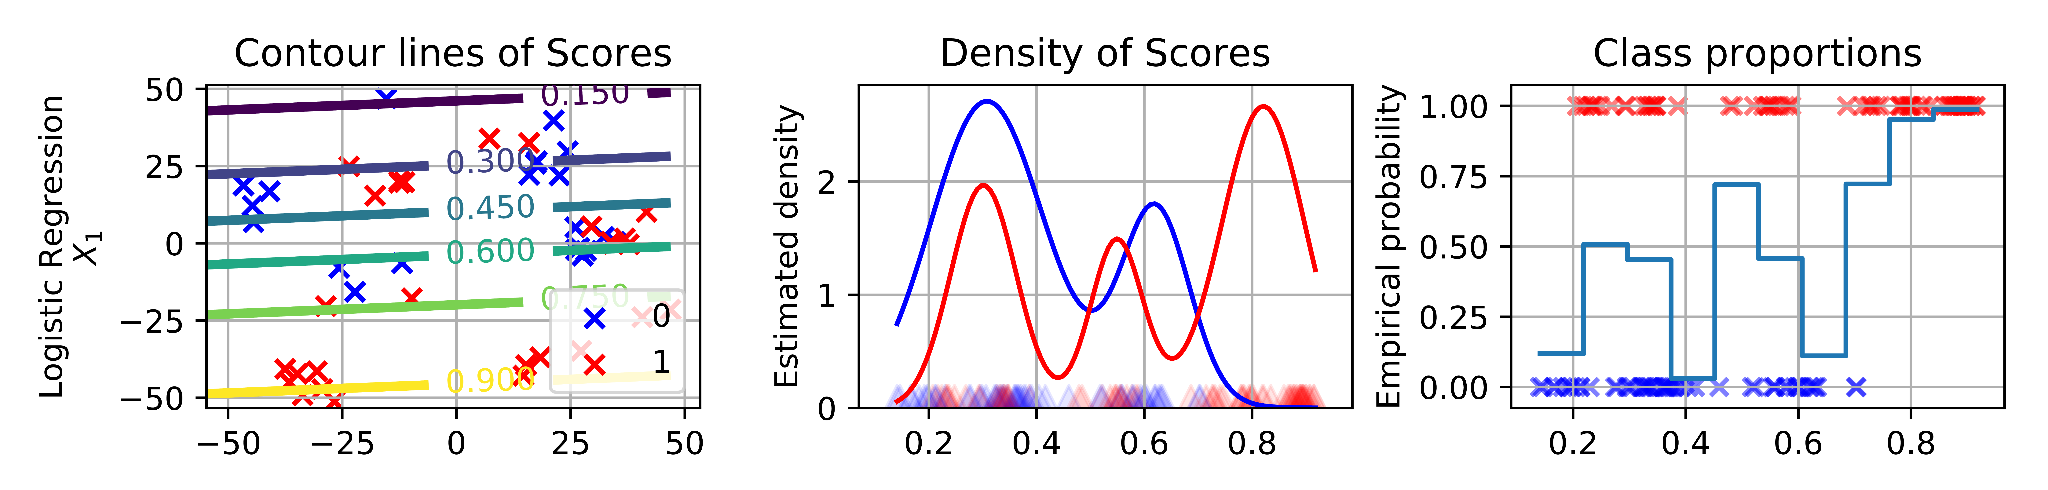 Contour lines of Scores
Logistic Regression
X1
50
25
0
−25
−50
0.150
0.300
0.450
0.600
0.750
0.900
0
1
−50 −25 0 25 50
Density of Scores
Estimated density
2
1
0
0.2 0.4 0.6 0.8
Class proportions
Empirical probability
1.00
0.75
0.50
0.25
0.00
0.2 0.4 0.6 0.8